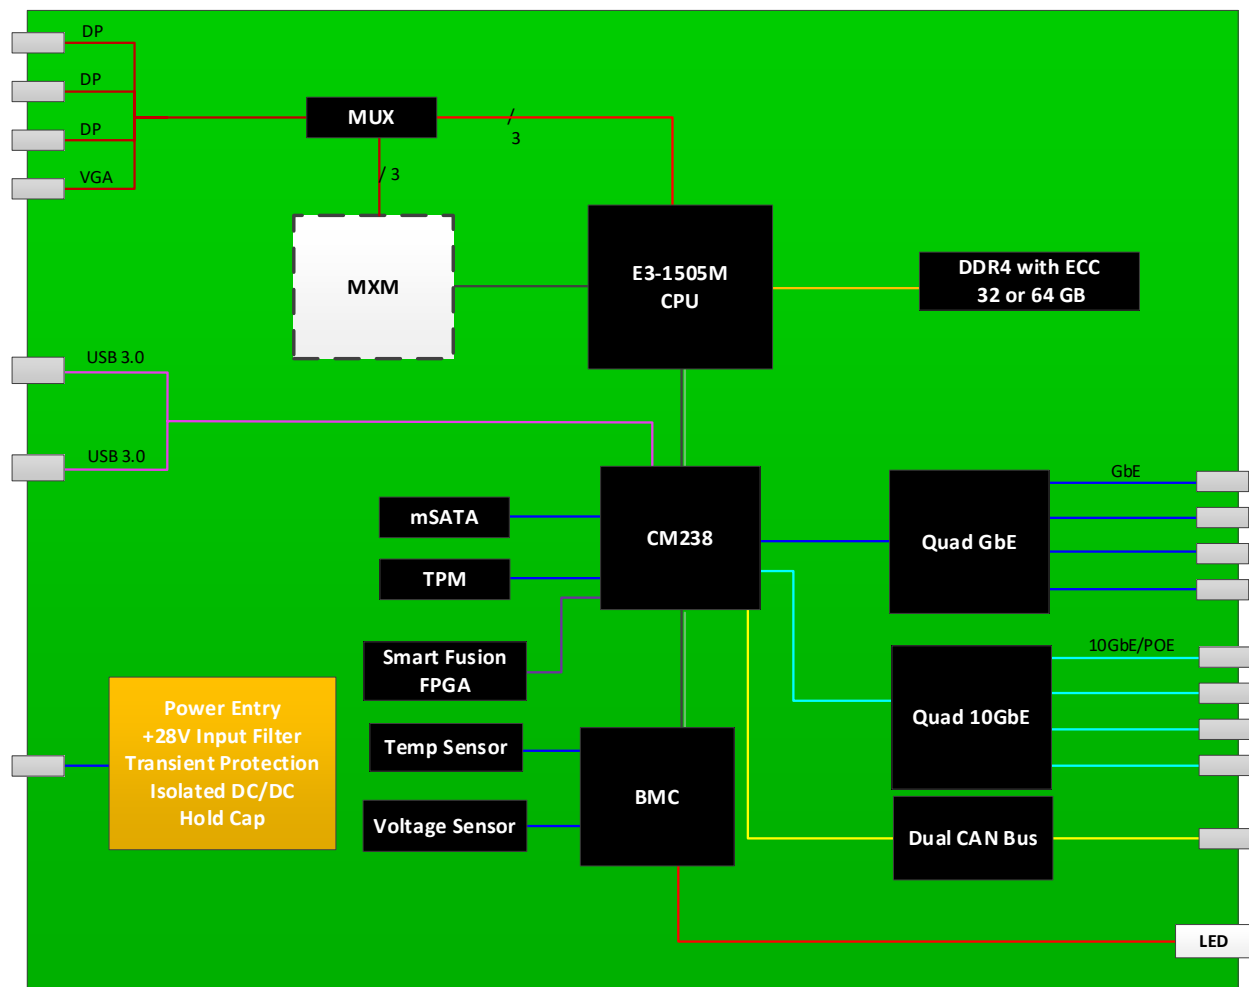 DP
DP
DP
VGA
MUX
/
3
/ 3
MXM
E3-1505M
CPU
DDR4 with ECC
32 or 64 GB
USB 3.0
USB 3.0
mSATA
TPM
Smart Fusion
FPGA
CM238
Quad GbE
GbE
10GbE/POE
Quad 10GbE
Power Entry
+28V Input Filter
Transient Protection
Isolated DC/DC
Hold Cap
Temp Sensor
Voltage Sensor
BMC
Dual CAN Bus
LED